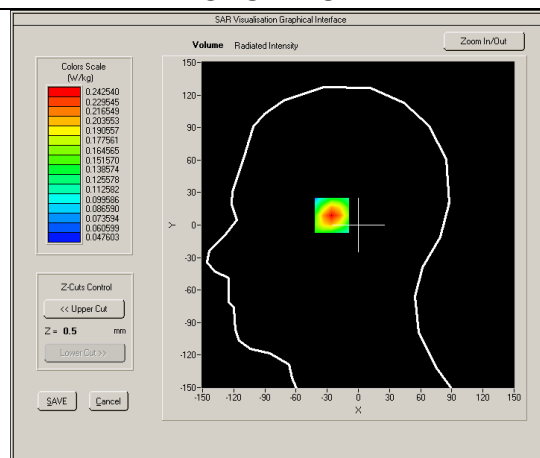 SAR Visualisation Graphical Interface
Volume Radiated Intensity
Zoom In/Out
Colors Scale
(W/kg)
0.242540
0.229545
0.216549
0.203553
0.190557
0.177561
0.164565
0.151570
0.138574
0.125578
0.112582
0.099586
0.086590
0.073594
0.060599
0.047603
Z-Cuts Control
<< Upper Cut
Z = 0.5 mm
Lower Cut >>
SAVE Cancel
150
120
90
60
30
0
-30
-60
-90
-120
-150
Y
-150 -120 -90 -60 -30 0 30 60 90 120 150
X